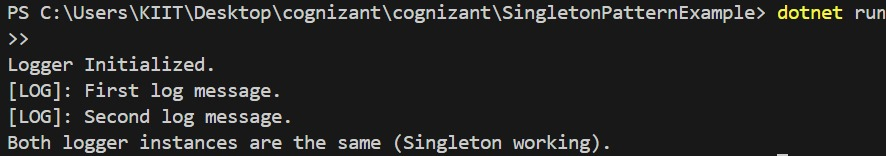 PS C:\Users\KIIT\Desktop\cognizant\cognizant\SingletonPatternExample> dotnet run
>>
Logger Initialized.
[LOG]: First log message.
[LOG]: Second log message.
Both logger instances are the same (Singleton working).